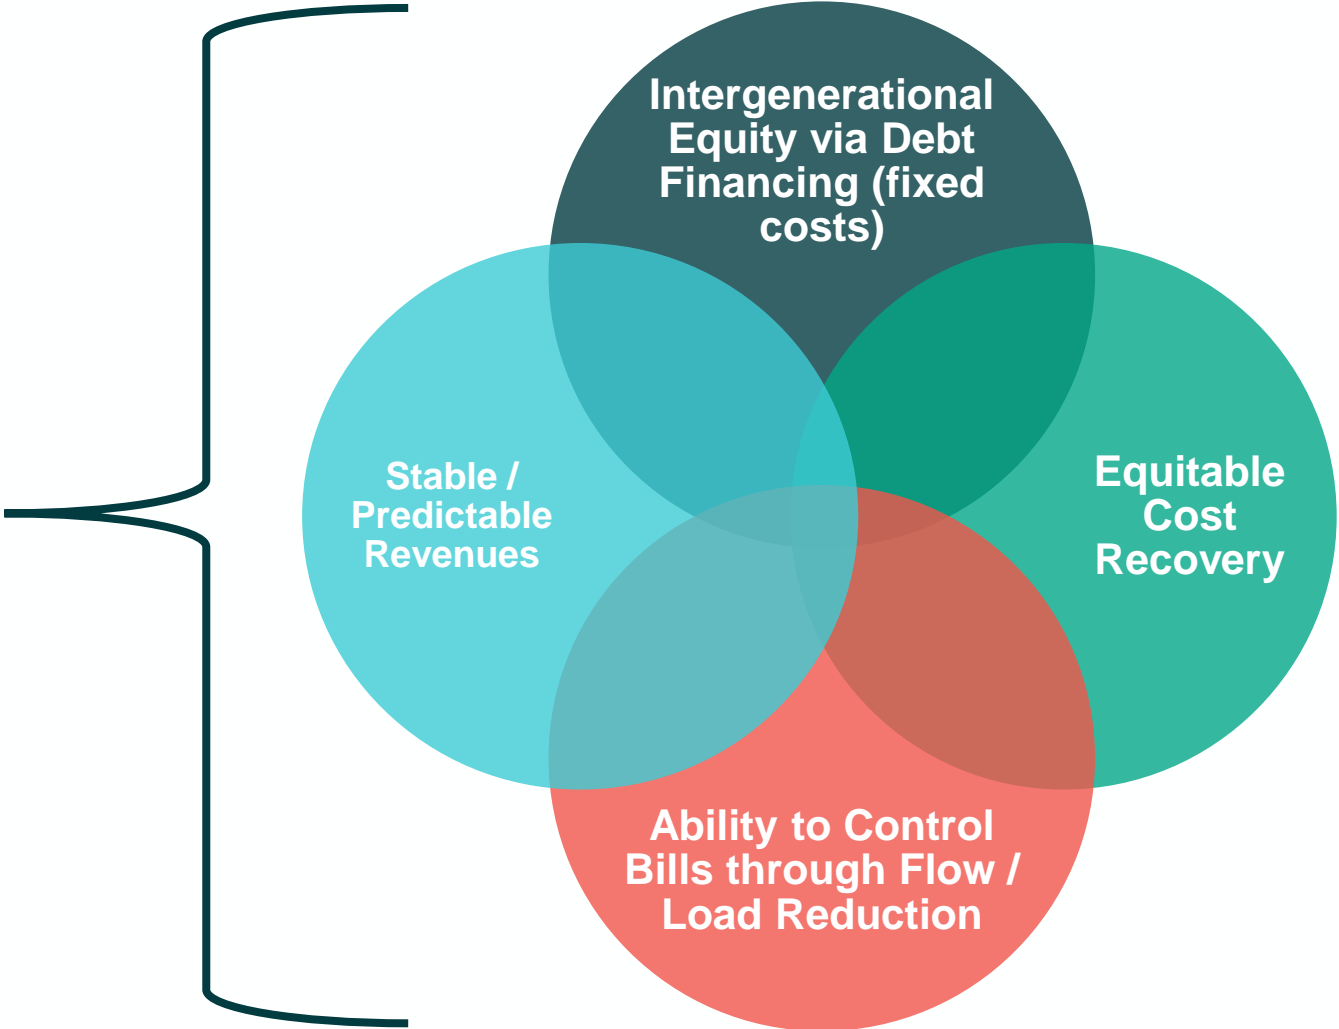 Intergenerational
Equity via Debt
Financing (fixed
costs)
Stable /
Predictable
Revenues
Equitable
Cost
Recovery
Ability to Control
Bills through Flow /
Load Reduction